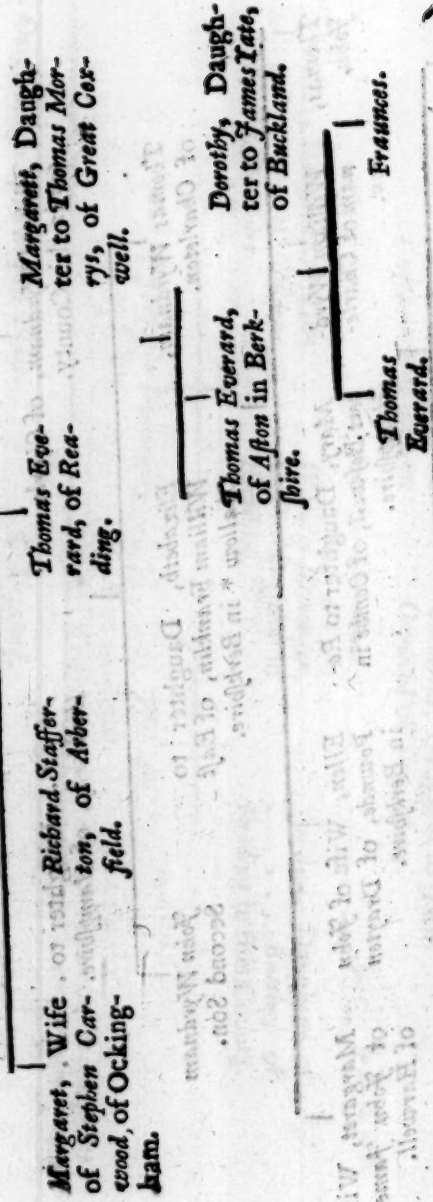 Margaret, Wife
of Stephen Car-
wood, of Ocking-
ham.
Richard Staffer-
ton, of Arber-
field.
Thomas Eve-
rard, of Rea-
ding.
Margarett, Daugh-
ter to Thomas Mor-
rys, of Great Cox-
well.
Thomas Everard,
of Aſton in Berk-
ſhire.
Dorothy, Daugh-
ter to James Yate,
of Buckland.
Thomas
Everard.
Fraunces.